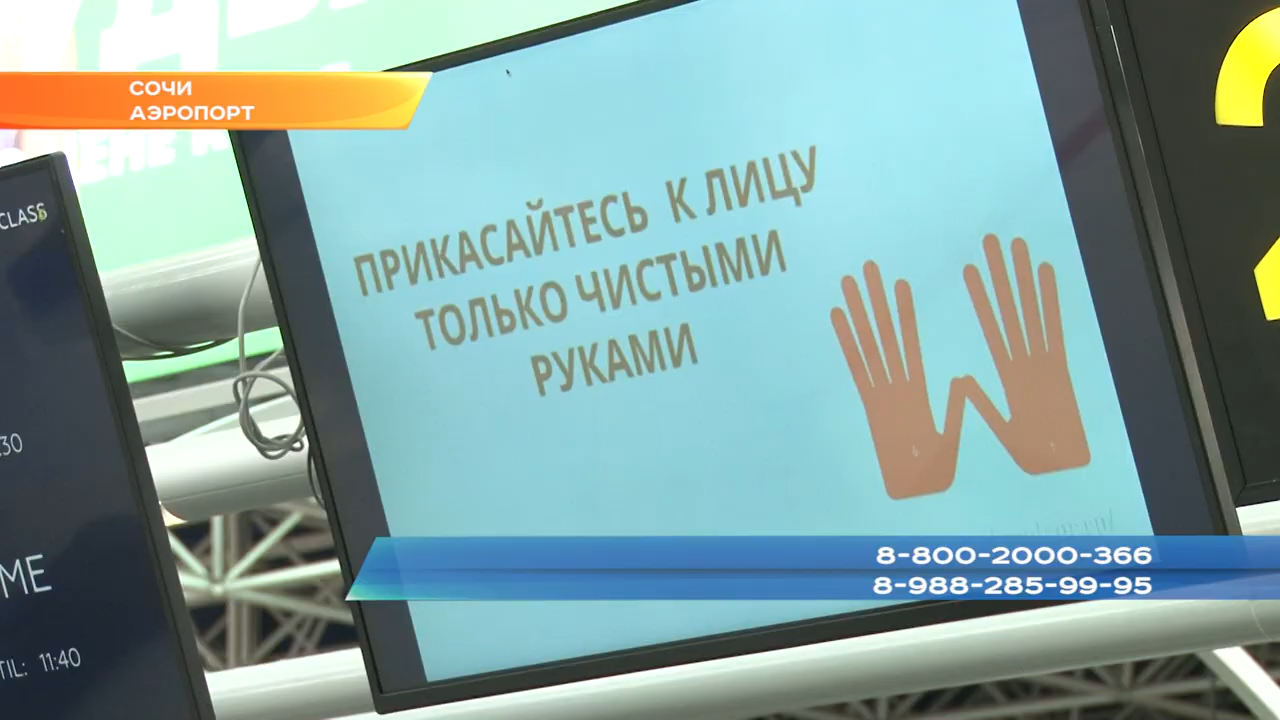 СОЧИ
АЭРОПОРТ
CLASS
ПРИКАСАЙТЕСЬ К ЛИЦУ
ТОЛЬКО ЧИСТЫМИ
РУКАМИ
2
:30
ME
TIL: 11:40
8-800-2000-366
8-988-285-99-95